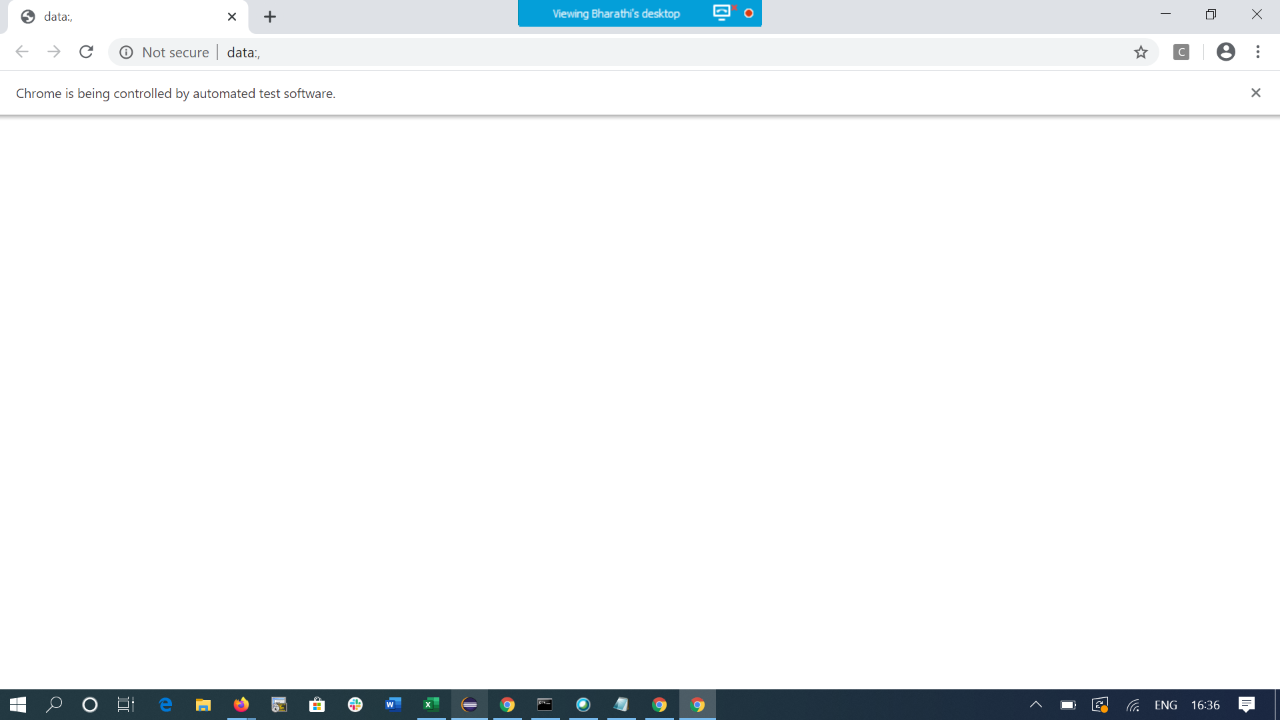 data:,
Viewing Bharathi's desktop
Not secure
data:,
C
Chrome is being controlled by automated test software.
ENG
16:36